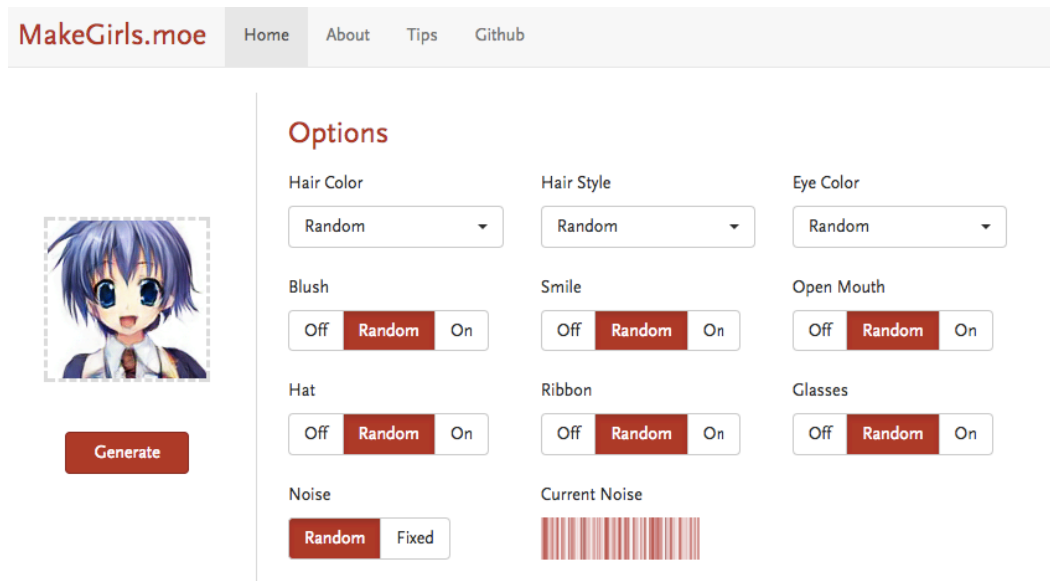 MakeGirls.moe Home About Tips Github
Options
Hair Color Hair Style Eye Color
Random Random Random
Blush Smile Open Mouth
Off Random On Off Random On Off Random On
Hat Ribbon Glasses
Off Random On Off Random On Off Random On
Generate
Noise Current Noise
Random Fixed